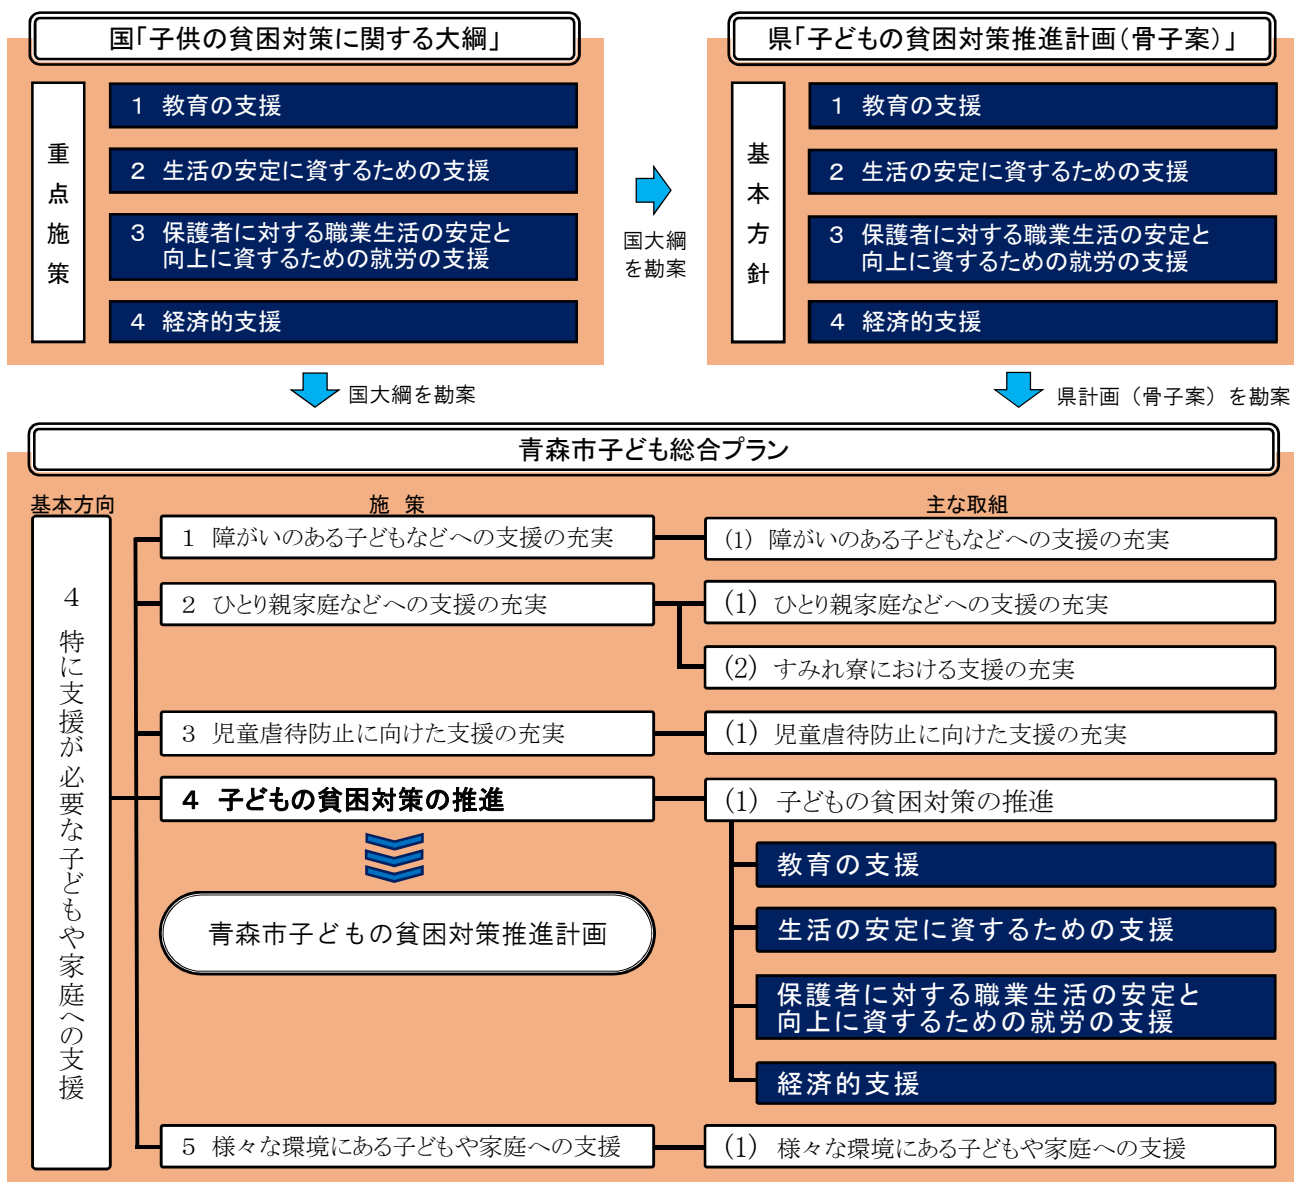 国「子供の貧困対策に関する大綱」
重点施策
1 教育の支援
2 生活の安定に資するための支援
3 保護者に対する職業生活の安定と
向上に資するための就労の支援
4 経済的支援
国大綱
を勘案
県「子どもの貧困対策推進計画(骨子案)」
基本方針
1 教育の支援
2 生活の安定に資するための支援
3 保護者に対する職業生活の安定と
向上に資するための就労の支援
4 経済的支援
国大綱を勘案
県計画(骨子案)を勘案
青森市子ども総合プラン
基本方向
施 策
主な取組
4 特に支援が必要な子どもや家庭への支援
1 障がいのある子どもなどへの支援の充実
(1) 障がいのある子どもなどへの支援の充実
2 ひとり親家庭などへの支援の充実
(1) ひとり親家庭などへの支援の充実
(2) すみれ寮における支援の充実
3 児童虐待防止に向けた支援の充実
(1) 児童虐待防止に向けた支援の充実
4 子どもの貧困対策の推進
(1) 子どもの貧困対策の推進
青森市子どもの貧困対策推進計画
教育の支援
生活の安定に資するための支援
保護者に対する職業生活の安定と
向上に資するための就労の支援
経済的支援
5 様々な環境にある子どもや家庭への支援
(1) 様々な環境にある子どもや家庭への支援